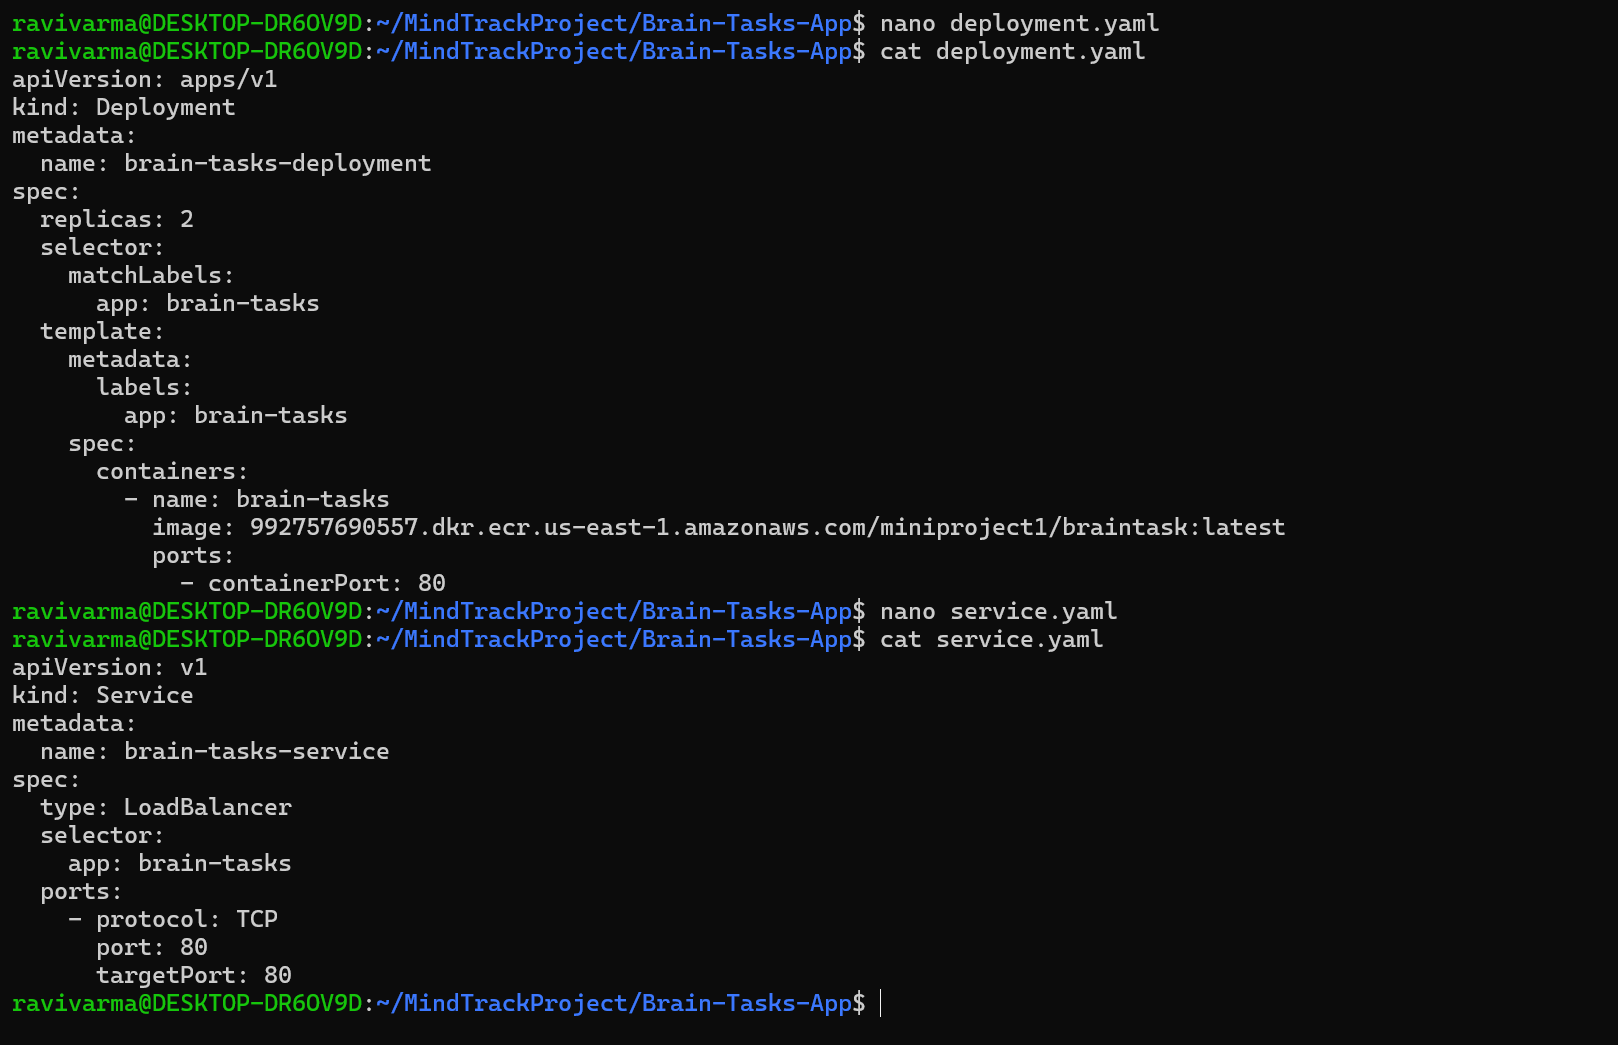 ravivarma@DESKTOP-DR6OV9D:~/MindTrackProject/Brain-Tasks-App$ nano deployment.yaml
ravivarma@DESKTOP-DR6OV9D:~/MindTrackProject/Brain-Tasks-App$ cat deployment.yaml
apiVersion: apps/v1
kind: Deployment
metadata:
  name: brain-tasks-deployment
spec:
  replicas: 2
  selector:
    matchLabels:
      app: brain-tasks
  template:
    metadata:
      labels:
        app: brain-tasks
    spec:
      containers:
        - name: brain-tasks
          image: 992757690557.dkr.ecr.us-east-1.amazonaws.com/miniproject1/braintask:latest
          ports:
            - containerPort: 80
ravivarma@DESKTOP-DR6OV9D:~/MindTrackProject/Brain-Tasks-App$ nano service.yaml
ravivarma@DESKTOP-DR6OV9D:~/MindTrackProject/Brain-Tasks-App$ cat service.yaml
apiVersion: v1
kind: Service
metadata:
  name: brain-tasks-service
spec:
  type: LoadBalancer
  selector:
    app: brain-tasks
  ports:
    - protocol: TCP
      port: 80
      targetPort: 80
ravivarma@DESKTOP-DR6OV9D:~/MindTrackProject/Brain-Tasks-App$